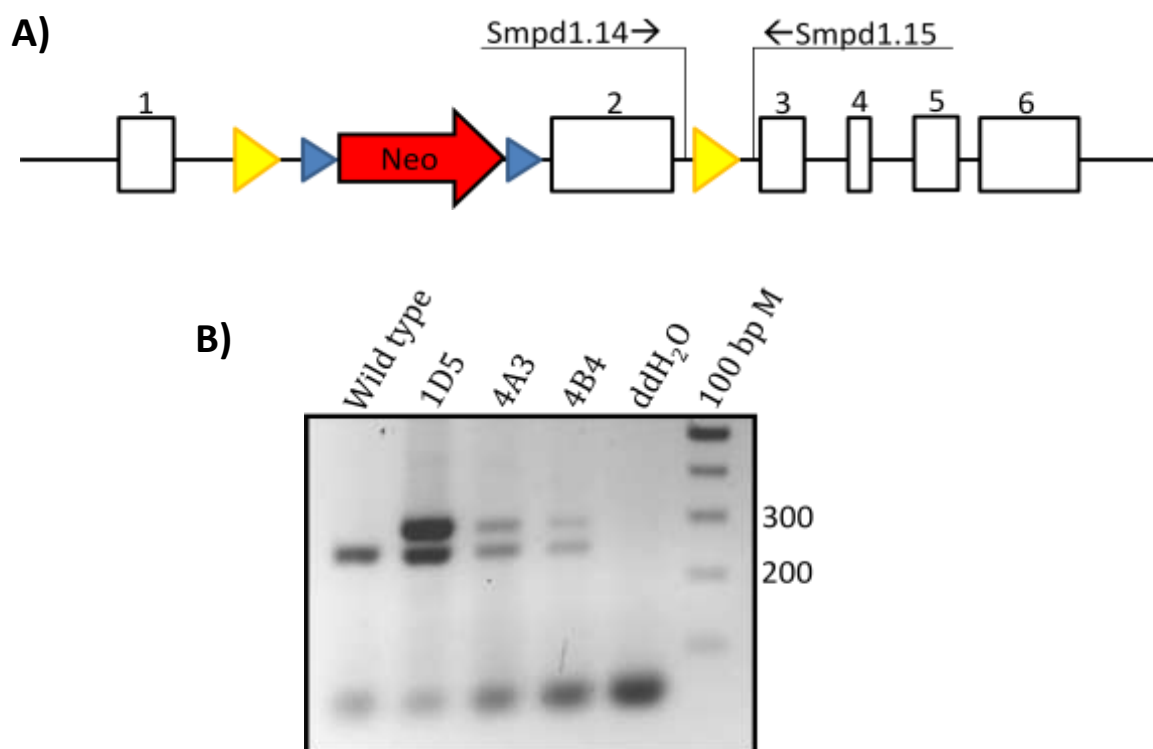 A)
Smpd1.14→ ←Smpd1.15
1 2 3 4 5 6
Neo
B)
Wild type 1D5 4A3 4B4 ddH₂O 100 bp M
300
200